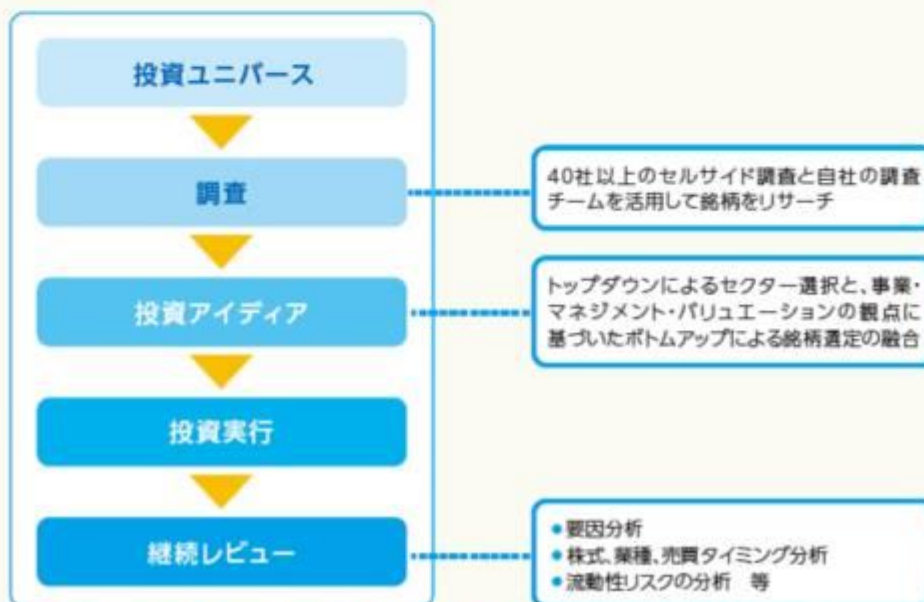 投資ユニバース
調査
40社以上のセルサイド調査と自社の調査
チームを活用して銘柄をリサーチ
投資アイディア
トップダウンによるセクター選択と、事業・
マネジメント・バリュエーションの観点に
基づいたボトムアップによる銘柄選定の融合
投資実行
継続レビュー
●要因分析
●株式、業種、売買タイミング分析
●流動性リスクの分析　等